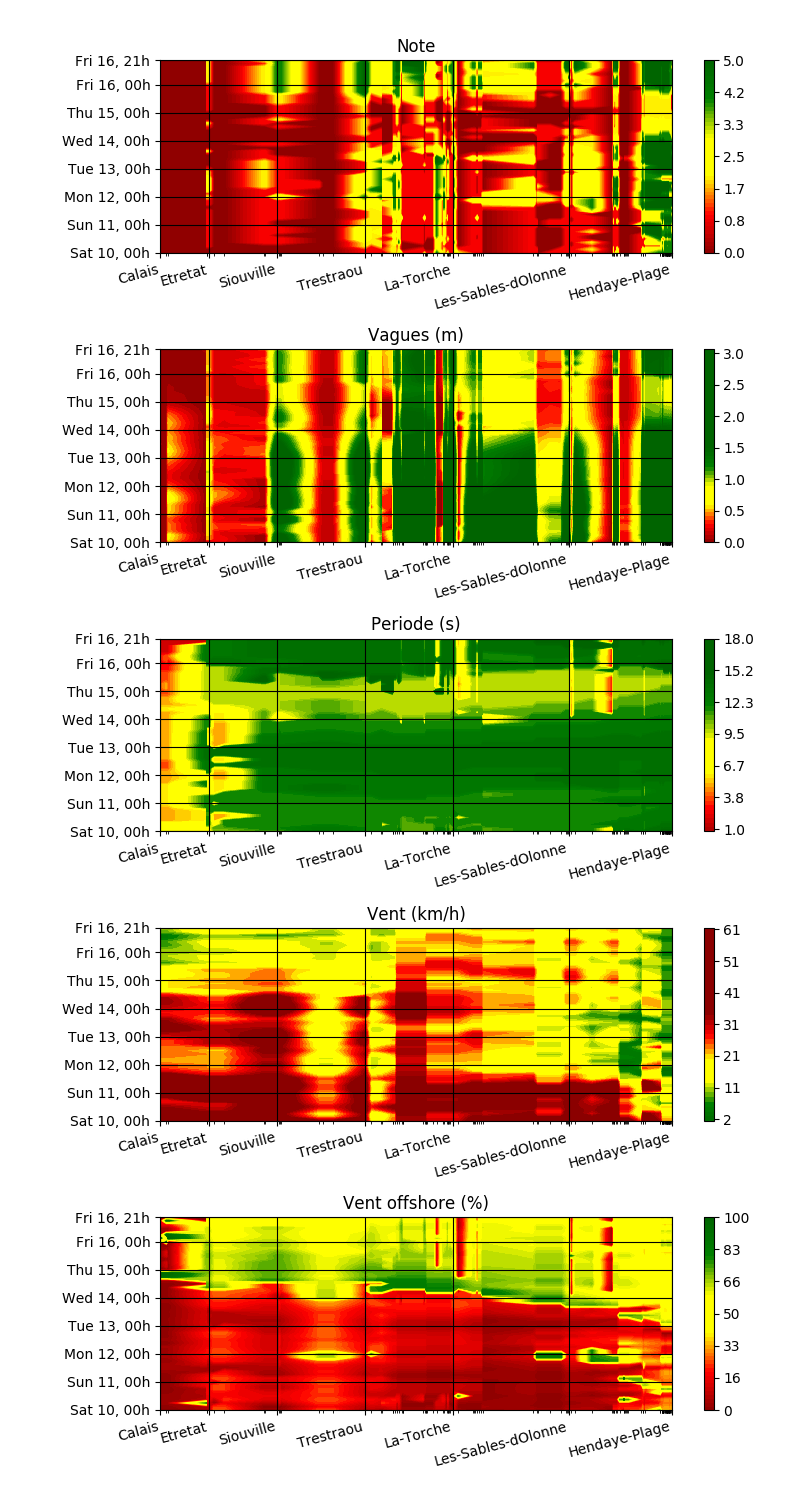 Note
Fri 16, 21h
Fri 16, 00h
Thu 15, 00h
Wed 14, 00h
Tue 13, 00h
Mon 12, 00h
Sun 11, 00h
Sat 10, 00h
Calais Etretat Siouville Trestraou La-Torche Les-Sables-dOlonne Hendaye-Plage
5.0
4.2
3.3
2.5
1.7
0.8
0.0
Vagues (m)
Fri 16, 21h
Fri 16, 00h
Thu 15, 00h
Wed 14, 00h
Tue 13, 00h
Mon 12, 00h
Sun 11, 00h
Sat 10, 00h
Calais Etretat Siouville Trestraou La-Torche Les-Sables-dOlonne Hendaye-Plage
3.0
2.5
2.0
1.5
1.0
0.5
0.0
Periode (s)
Fri 16, 21h
Fri 16, 00h
Thu 15, 00h
Wed 14, 00h
Tue 13, 00h
Mon 12, 00h
Sun 11, 00h
Sat 10, 00h
Calais Etretat Siouville Trestraou La-Torche Les-Sables-dOlonne Hendaye-Plage
18.0
15.2
12.3
9.5
6.7
3.8
1.0
Vent (km/h)
Fri 16, 21h
Fri 16, 00h
Thu 15, 00h
Wed 14, 00h
Tue 13, 00h
Mon 12, 00h
Sun 11, 00h
Sat 10, 00h
Calais Etretat Siouville Trestraou La-Torche Les-Sables-dOlonne Hendaye-Plage
61
51
41
31
21
11
2
Vent offshore (%)
Fri 16, 21h
Fri 16, 00h
Thu 15, 00h
Wed 14, 00h
Tue 13, 00h
Mon 12, 00h
Sun 11, 00h
Sat 10, 00h
Calais Etretat Siouville Trestraou La-Torche Les-Sables-dOlonne Hendaye-Plage
100
83
66
50
33
16
0